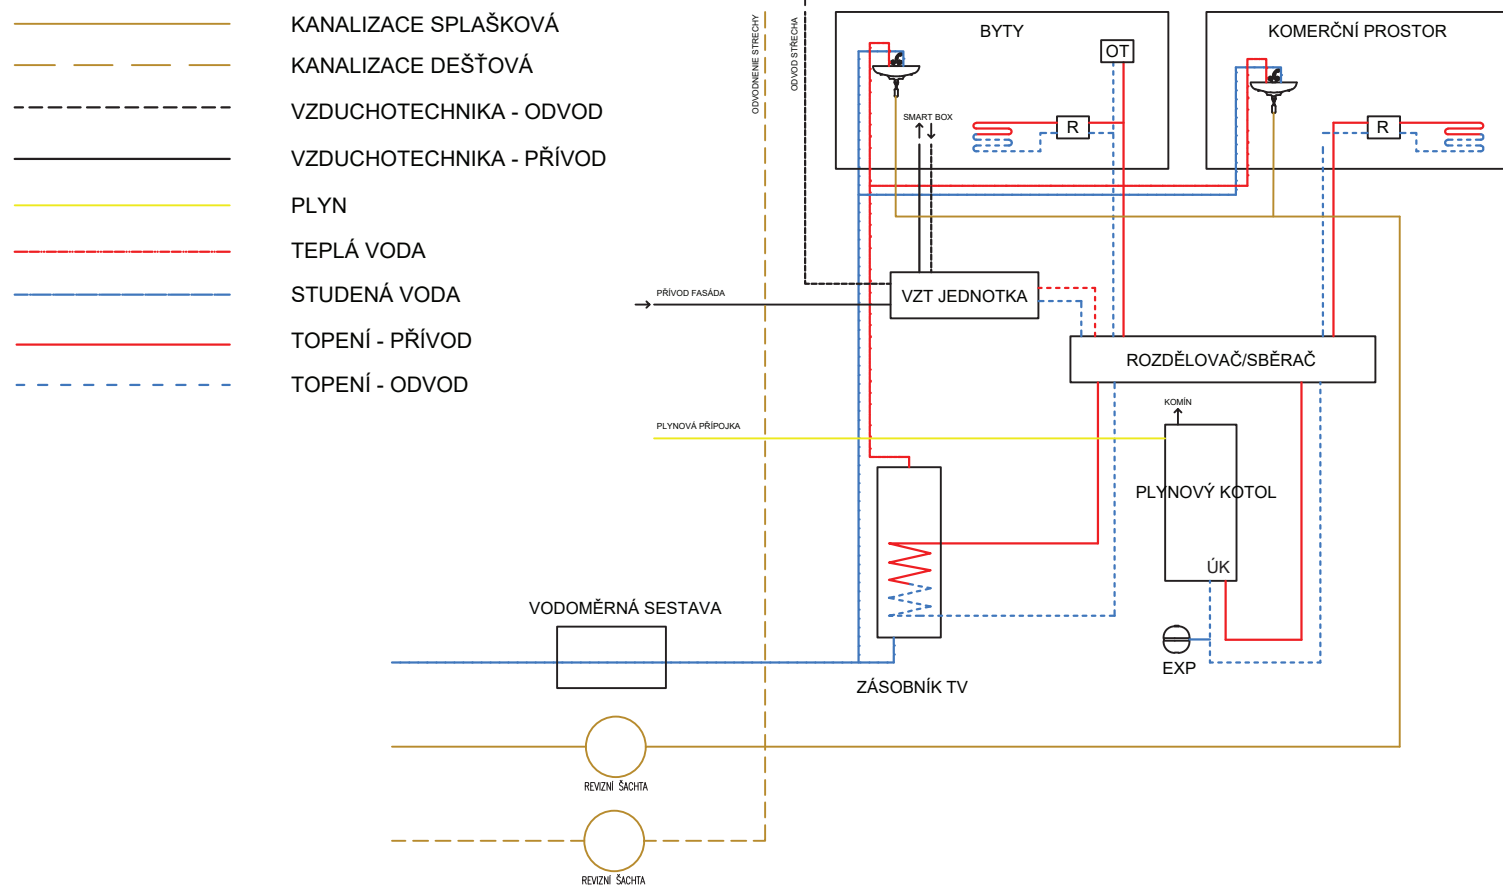 KANALIZACE SPLAŠKOVÁ
KANALIZACE DEŠŤOVÁ
VZDUCHOTECHNIKA - ODVOD
VZDUCHOTECHNIKA - PŘÍVOD
PLYN
TEPLÁ VODA
STUDENÁ VODA
TOPENÍ - PŘÍVOD
TOPENÍ - ODVOD
ODVODNENIE STRECHY
ODVOD STŘECHA
BYTY
OT
SMART BOX
R
KOMERČNÍ PROSTOR
R
PŘÍVOD FASÁDA
VZT JEDNOTKA
ROZDĚLOVAČ/SBĚRAČ
KOMÍN
PLYNOVÁ PŘÍPOJKA
PLYNOVÝ KOTOL
ÚK
VODOMĚRNÁ SESTAVA
EXP
ZÁSOBNÍK TV
REVIZNÍ ŠACHTA
REVIZNÍ ŠACHTA